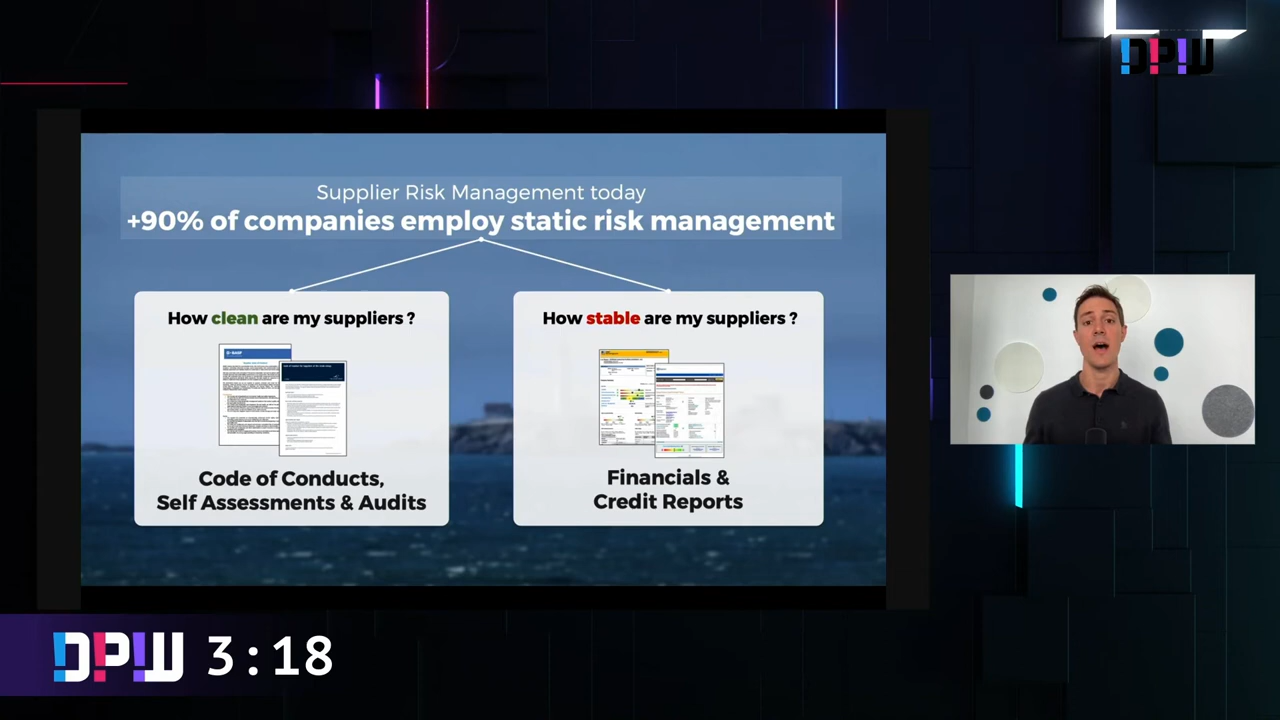 DPW
Supplier Risk Management today
+90% of companies employ static risk management
How clean are my suppliers ?
Code of Conducts,
Self Assessments & Audits
How stable are my suppliers ?
Financials &
Credit Reports
DPW 3:18